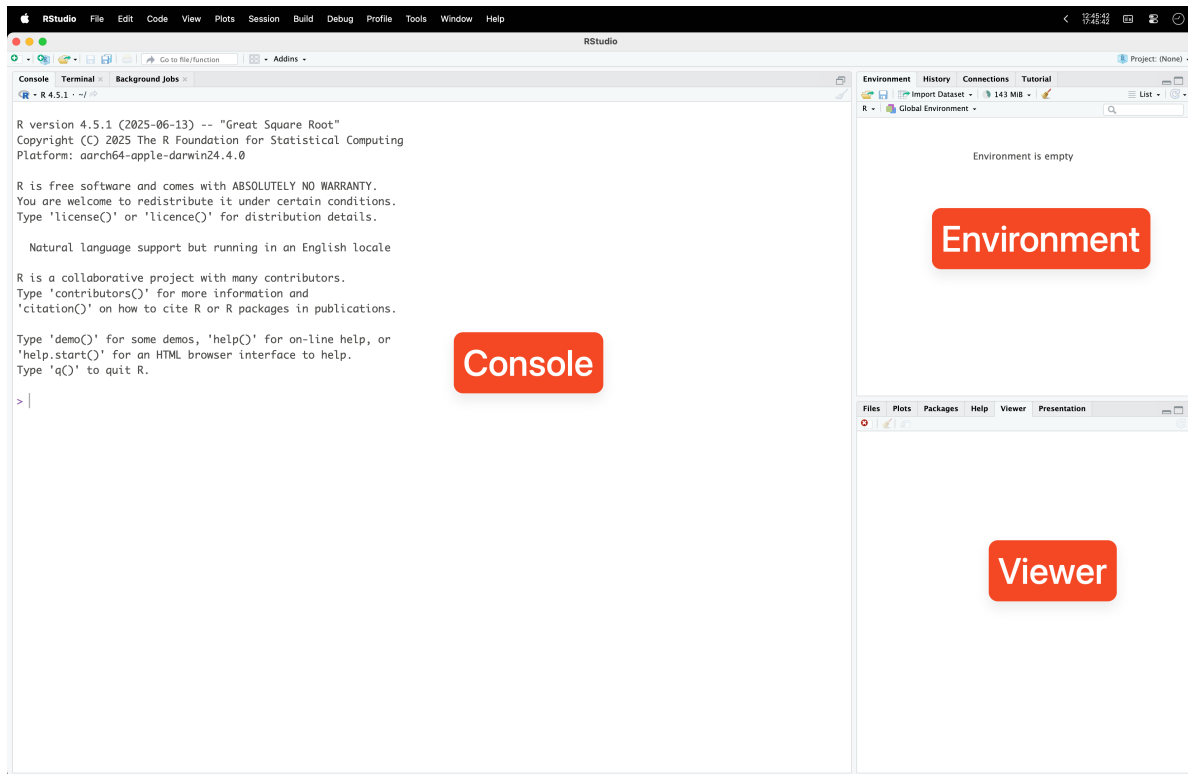 RStudio File Edit Code View Plots Session Build Debug Profile Tools Window Help
12:45:42
17:45:42
RStudio
Go to file/function
Addins
Project: (None)
Console Terminal Background Jobs
R 4.5.1 · ~/
R version 4.5.1 (2025-06-13) -- "Great Square Root"
Copyright (C) 2025 The R Foundation for Statistical Computing
Platform: aarch64-apple-darwin24.4.0
R is free software and comes with ABSOLUTELY NO WARRANTY.
You are welcome to redistribute it under certain conditions.
Type 'license()' or 'licence()' for distribution details.
Natural language support but running in an English locale
R is a collaborative project with many contributors.
Type 'contributors()' for more information and
'citation()' on how to cite R or R packages in publications.
Type 'demo()' for some demos, 'help()' for on-line help, or
'help.start()' for an HTML browser interface to help.
Type 'q()' to quit R.
>
Console
Environment History Connections Tutorial
Import Dataset 143 MiB List
R Global Environment
Environment is empty
Environment
Files Plots Packages Help Viewer Presentation
Viewer